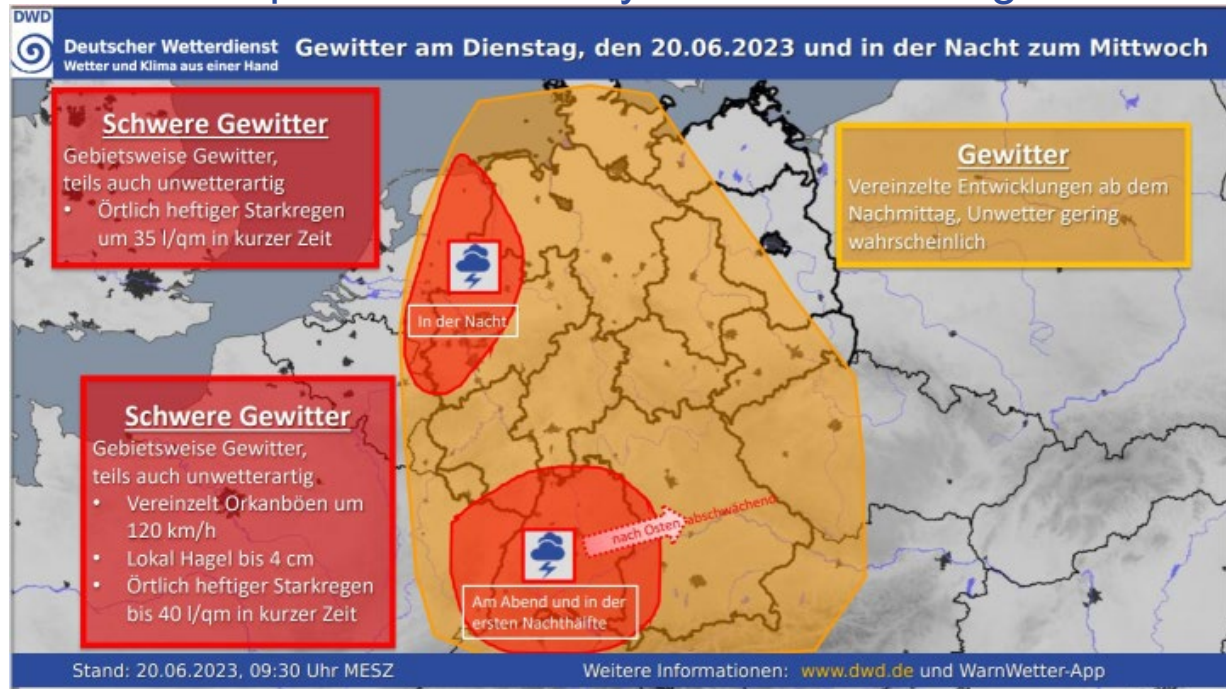 DWD
Deutscher Wetterdienst
Wetter und Klima aus einer Hand
Gewitter am Dienstag, den 20.06.2023 und in der Nacht zum Mittwoch
Schwere Gewitter
Gebietsweise Gewitter,
teils auch unwetterartig
• Örtlich heftiger Starkregen
um 35 l/qm in kurzer Zeit
Gewitter
Vereinzelte Entwicklungen ab dem
Nachmittag, Unwetter gering
wahrscheinlich
In der Nacht
Schwere Gewitter
Gebietsweise Gewitter,
teils auch unwetterartig
• Vereinzelt Orkanböen um
120 km/h
• Lokal Hagel bis 4 cm
• Örtlich heftiger Starkregen
bis 40 l/qm in kurzer Zeit
nach Osten abschwächend
Am Abend und in der
ersten Nachthälfte
Stand: 20.06.2023, 09:30 Uhr MESZ
Weitere Informationen: www.dwd.de und WarnWetter-App